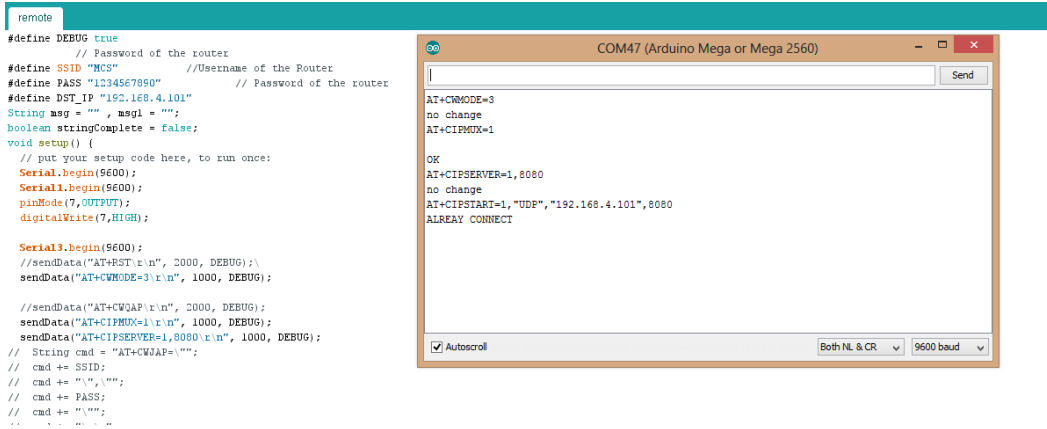 remote
#define DEBUG true
// Password of the router
#define SSID "MCS" //Username of the Router
#define PASS "1234567890" // Password of the router
#define DST_IP "192.168.4.101"
String msg = "" , msg1 = "";
boolean stringComplete = false;
void setup() {
// put your setup code here, to run once:
Serial.begin(9600);
Serial1.begin(9600);
pinMode(7,OUTPUT);
digitalWrite(7,HIGH);
Serial3.begin(9600);
//sendData("AT+RST\r\n", 2000, DEBUG);\
sendData("AT+CWMODE=3\r\n", 1000, DEBUG);
//sendData("AT+CWQAP\r\n", 2000, DEBUG);
sendData("AT+CIPMUX=1\r\n", 1000, DEBUG);
sendData("AT+CIPSERVER=1,8080\r\n", 1000, DEBUG);
// String cmd = "AT+CWJAP=\"";
// cmd += SSID;
// cmd += "\",\"";
// cmd += PASS;
// cmd += "\"";
COM47 (Arduino Mega or Mega 2560)
Send
AT+CWMODE=3
no change
AT+CIPMUX=1
OK
AT+CIPSERVER=1,8080
no change
AT+CIPSTART=1,"UDP","192.168.4.101",8080
ALREAY CONNECT
Autoscroll
Both NL & CR
9600 baud